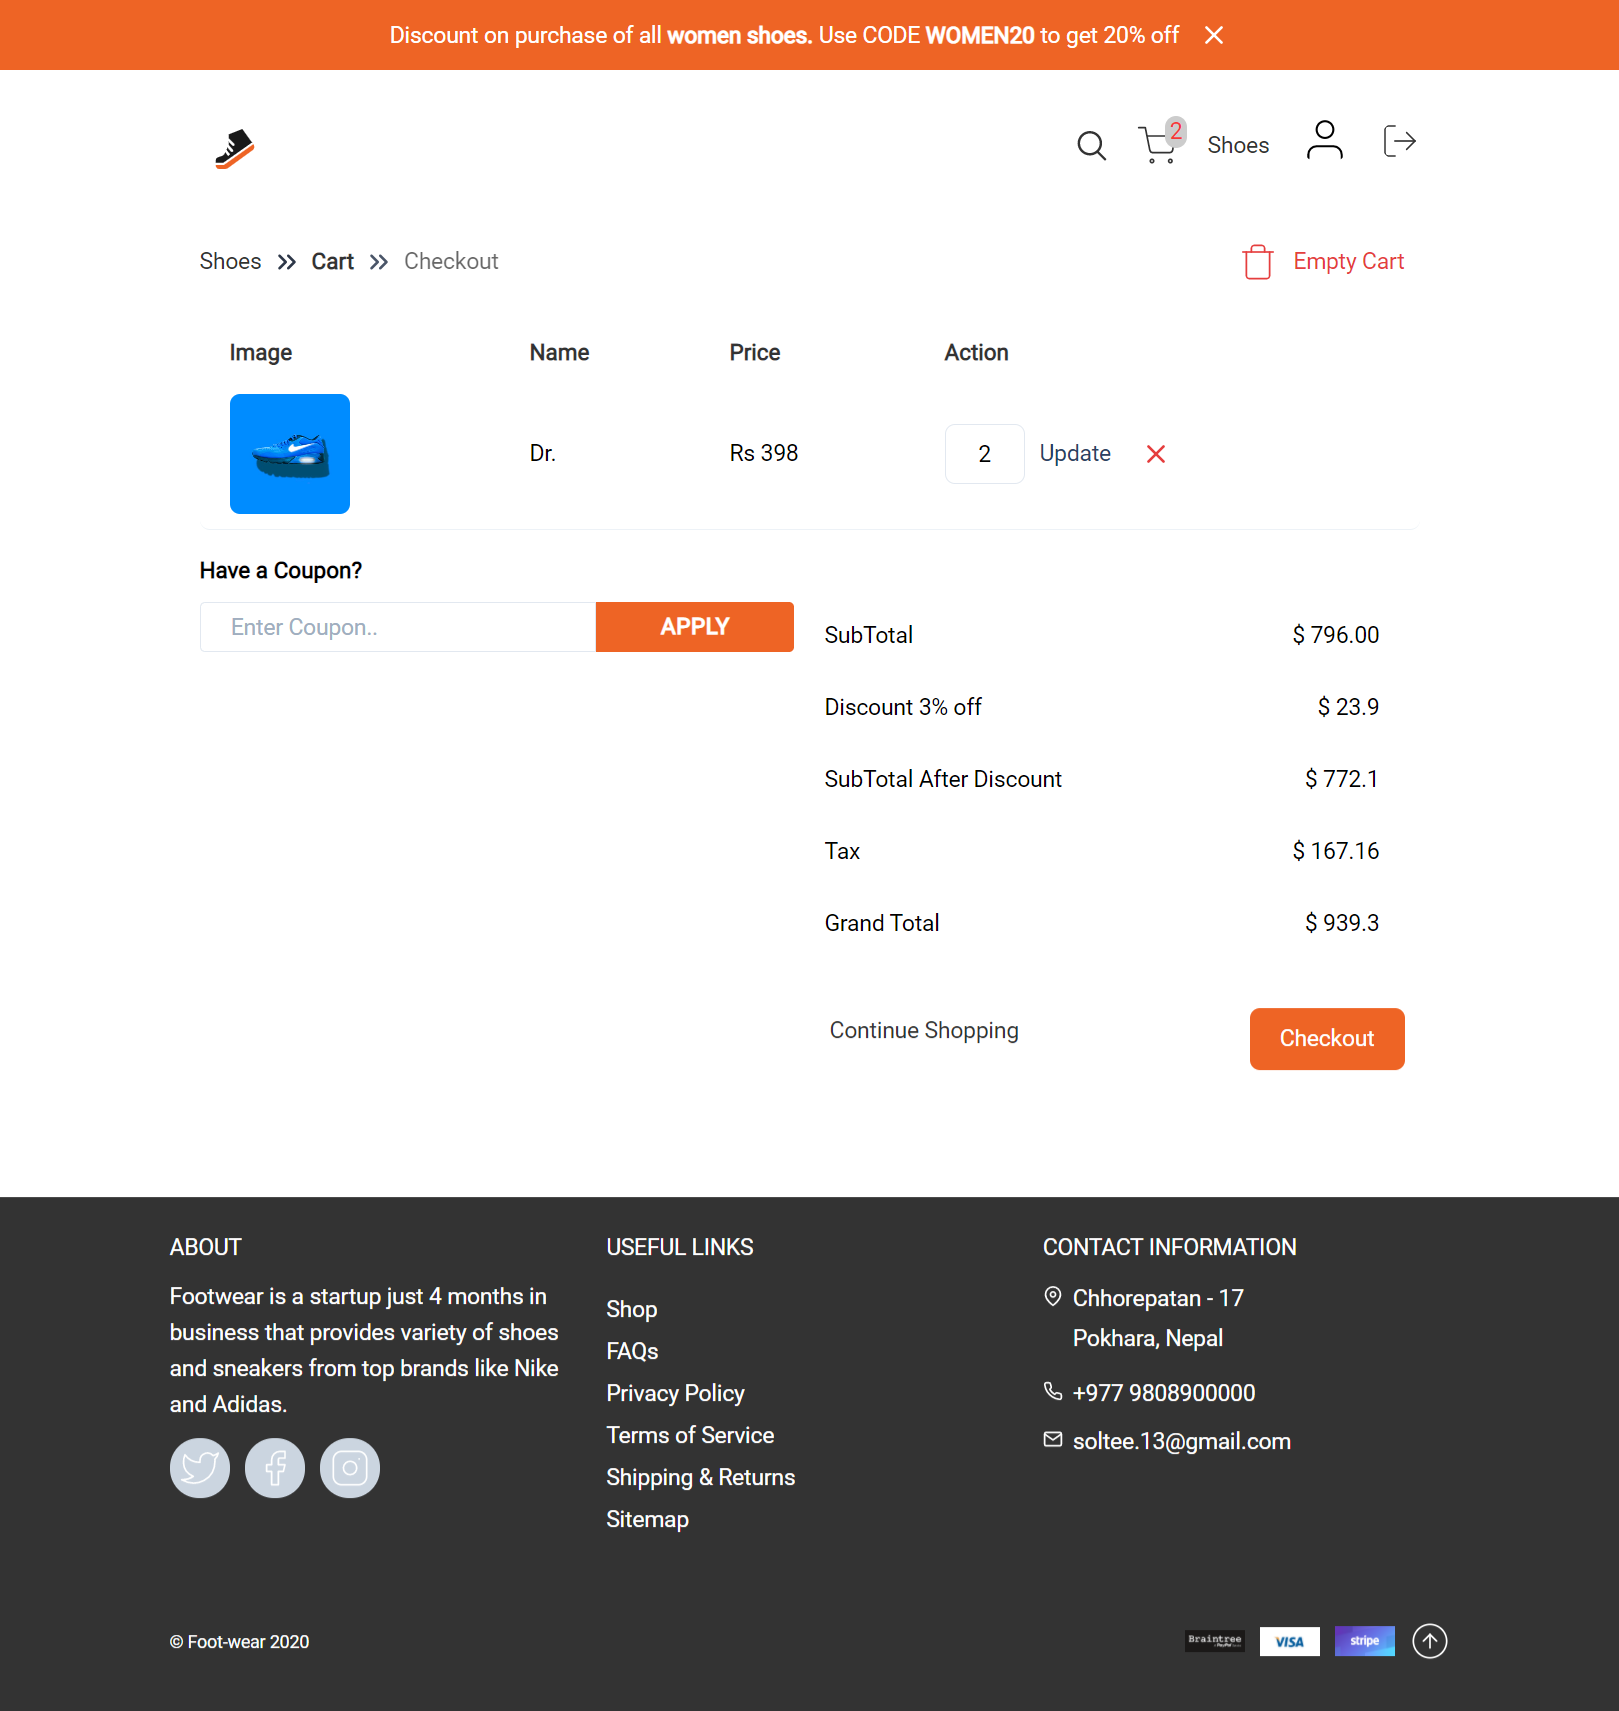 Discount on purchase of all women shoes. Use CODE WOMEN20 to get 20% off
2
Shoes
Shoes » Cart » Checkout
Empty Cart
Image Name Price Action
Dr. Rs 398 2 Update
Have a Coupon?
Enter Coupon.. APPLY
SubTotal $ 796.00
Discount 3% off $ 23.9
SubTotal After Discount $ 772.1
Tax $ 167.16
Grand Total $ 939.3
Continue Shopping Checkout
ABOUT
Footwear is a startup just 4 months in
business that provides variety of shoes
and sneakers from top brands like Nike
and Adidas.
USEFUL LINKS
Shop
FAQs
Privacy Policy
Terms of Service
Shipping & Returns
Sitemap
CONTACT INFORMATION
Chhorepatan - 17
Pokhara, Nepal
+977 9808900000
soltee.13@gmail.com
© Foot-wear 2020
Braintree
VISA
stripe